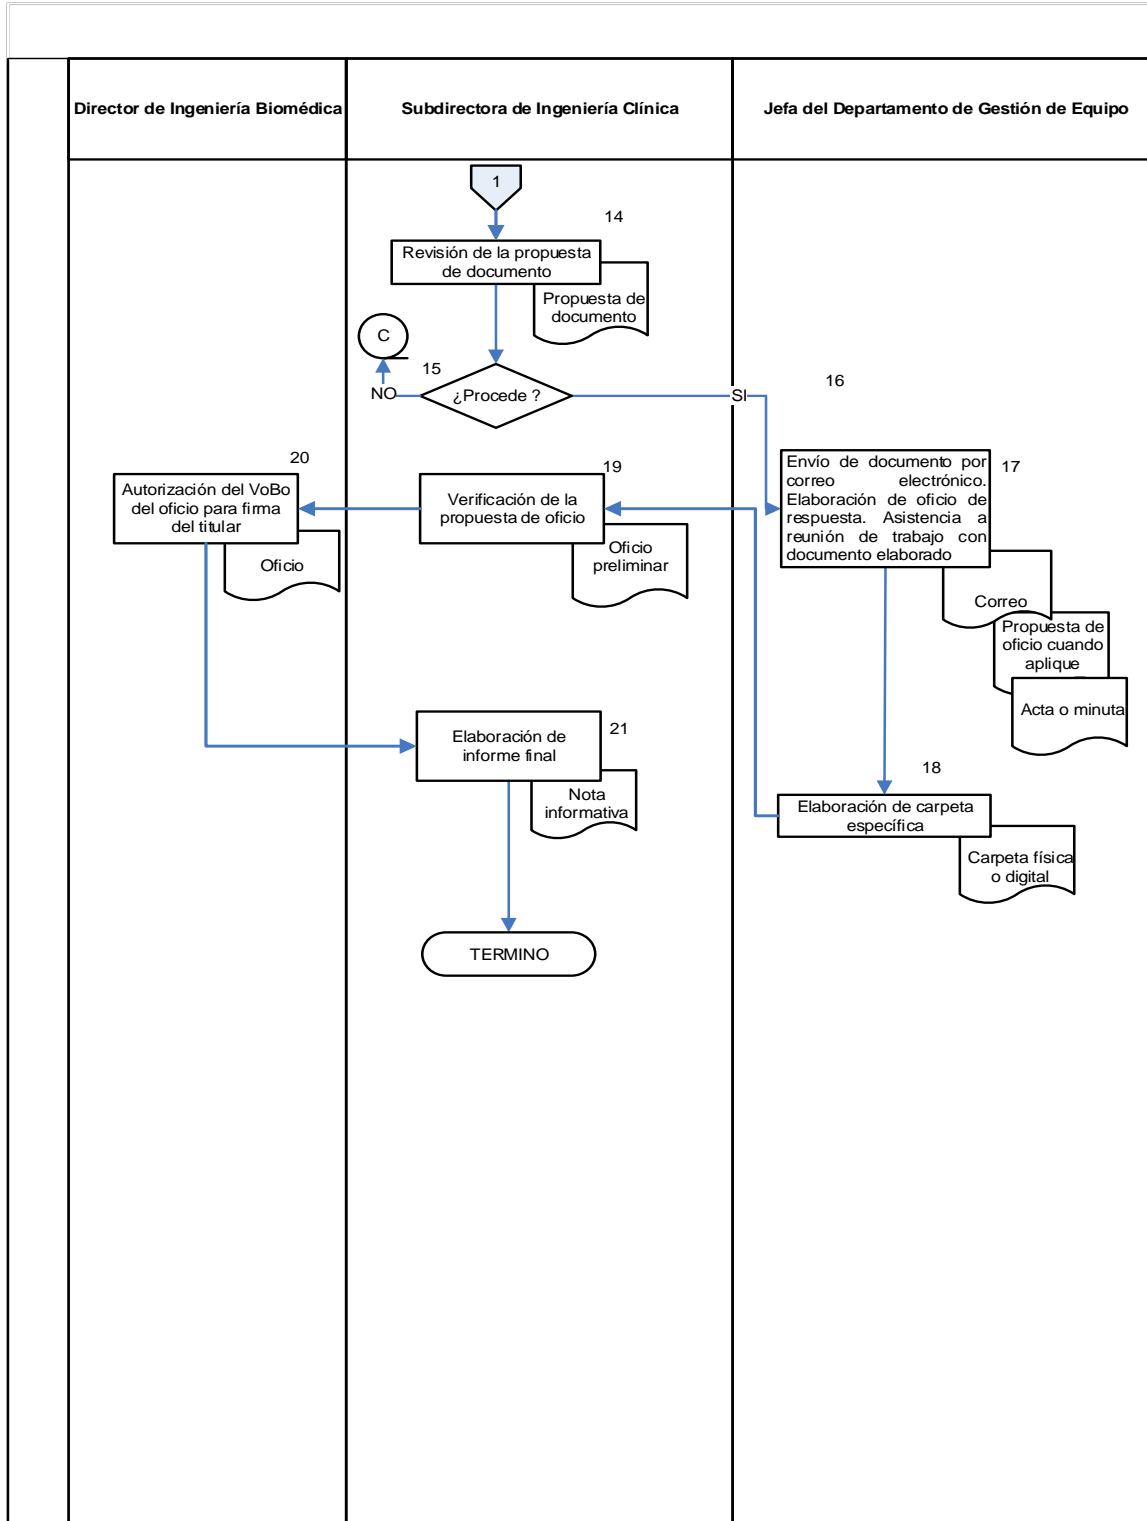 Director de Ingeniería Biomédica
Subdirectora de Ingeniería Clínica
Jefa del Departamento de Gestión de Equipo
1
14
Revisión de la propuesta
de documento
Propuesta de
documento
C
15
16
NO
¿Procede ?
SI
20
Autorización del VoBo
del oficio para firma
del titular
Oficio
19
Verificación de la
propuesta de oficio
Oficio
preliminar
17
Envío de documento por
correo electrónico.
Elaboración de oficio de
respuesta. Asistencia a
reunión de trabajo con
documento elaborado
Correo
Propuesta de
oficio cuando
aplique
Acta o minuta
21
Elaboración de
informe final
Nota
informativa
18
Elaboración de carpeta
específica
Carpeta física
o digital
TERMINO